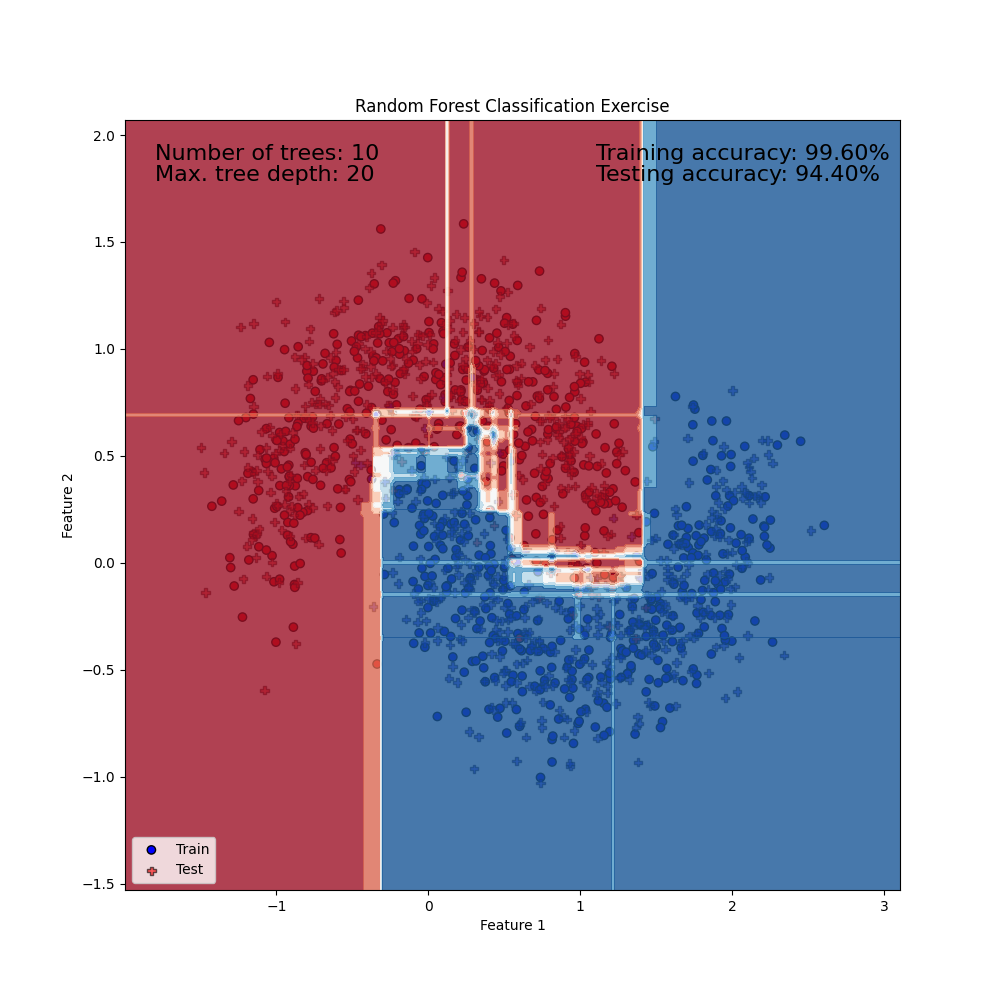 Random Forest Classification Exercise
Number of trees: 10
Max. tree depth: 20
Training accuracy: 99.60%
Testing accuracy: 94.40%
2.0
1.5
1.0
0.5
0.0
−0.5
−1.0
−1.5
Feature 2
Train
Test
−1
0
1
2
3
Feature 1